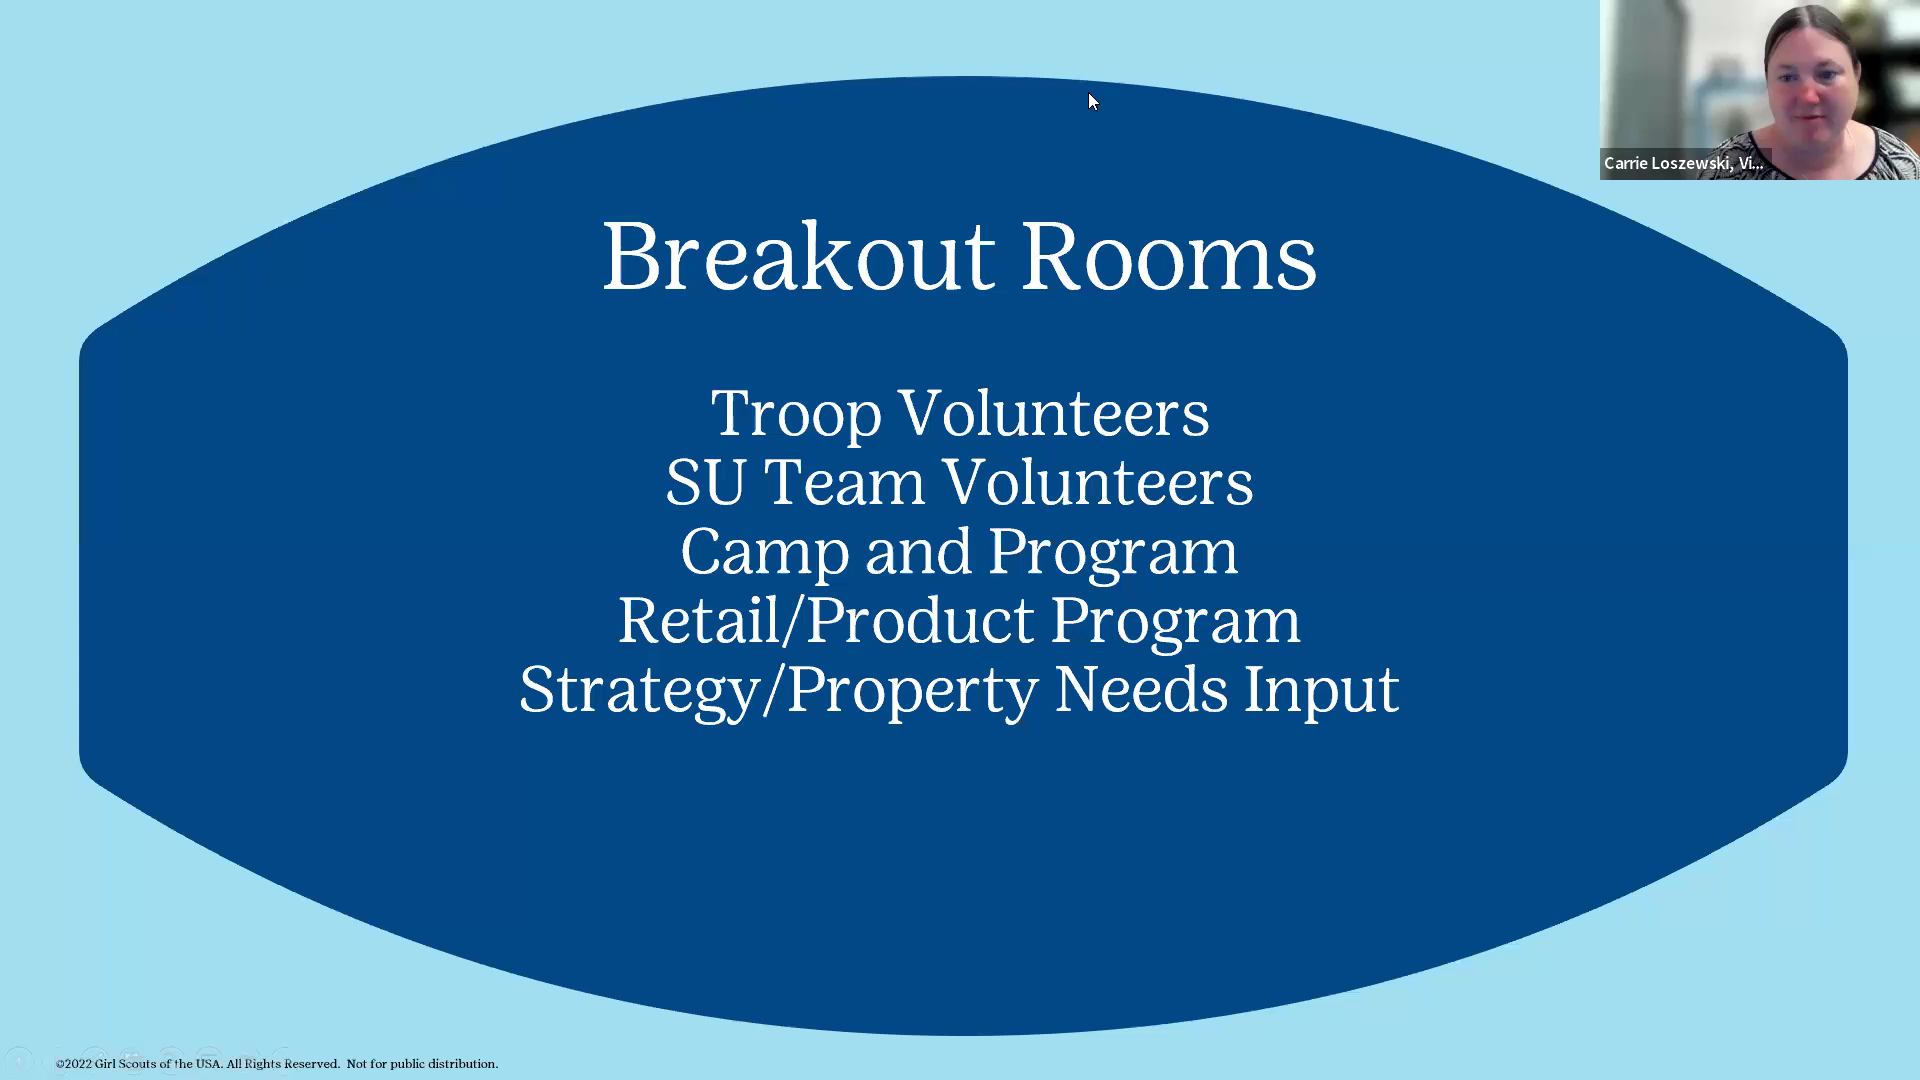 Carrie Loszewski, Vi...
Breakout Rooms
Troop Volunteers
SU Team Volunteers
Camp and Program
Retail/Product Program
Strategy/Property Needs Input
©2022 Girl Scouts of the USA. All Rights Reserved.  Not for public distribution.